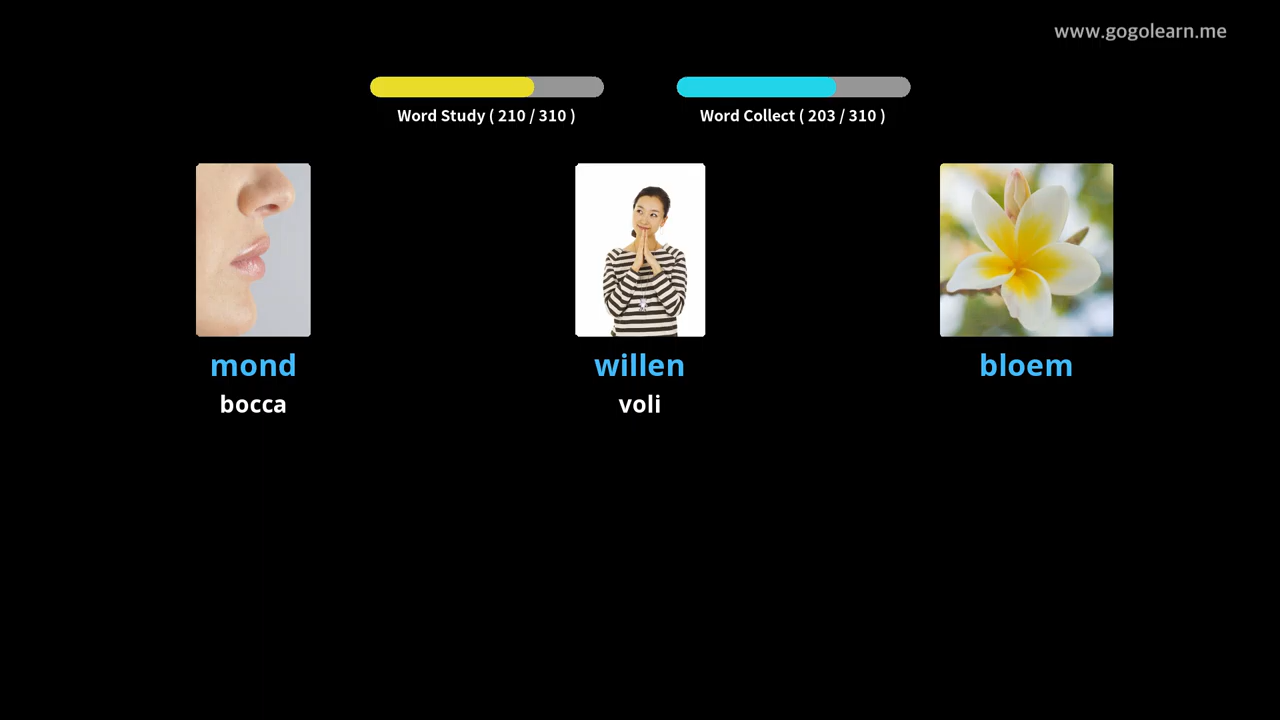 www.gogolearn.me
Word Study ( 210 / 310 )
Word Collect ( 203 / 310 )
mond
bocca
willen
voli
bloem